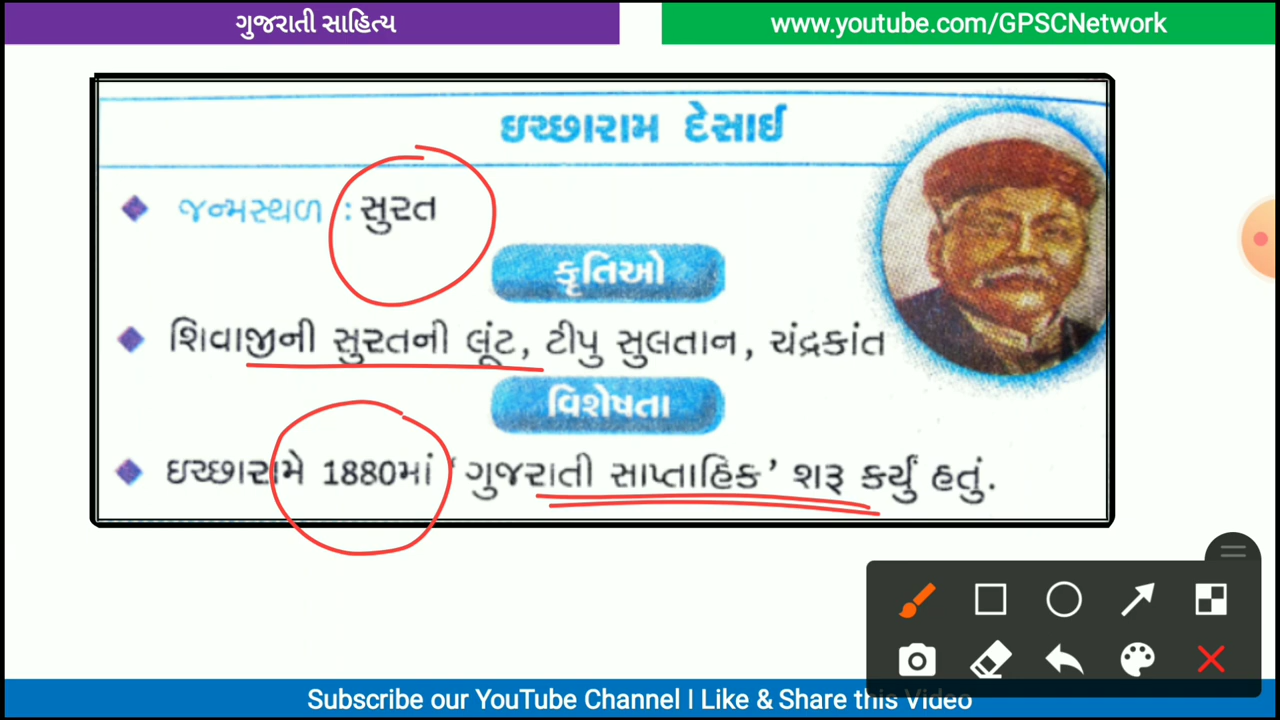 ગુજરાતી સાહિત્ય
www.youtube.com/GPSCNetwork
ઇચ્છારામ દેસાઈ
જન્મસ્થળ : સુરત
કૃતિઓ
શિવાજીની સુરતની લૂંટ, ટીપુ સુલતાન, ચંદ્રકાંત
વિશેષતા
ઇચ્છારામે 1880માં ‘ ગુજરાતી સાપ્તાહિક ’ શરૂ કર્યું હતું.
Subscribe our YouTube Channel I Like & Share this Video